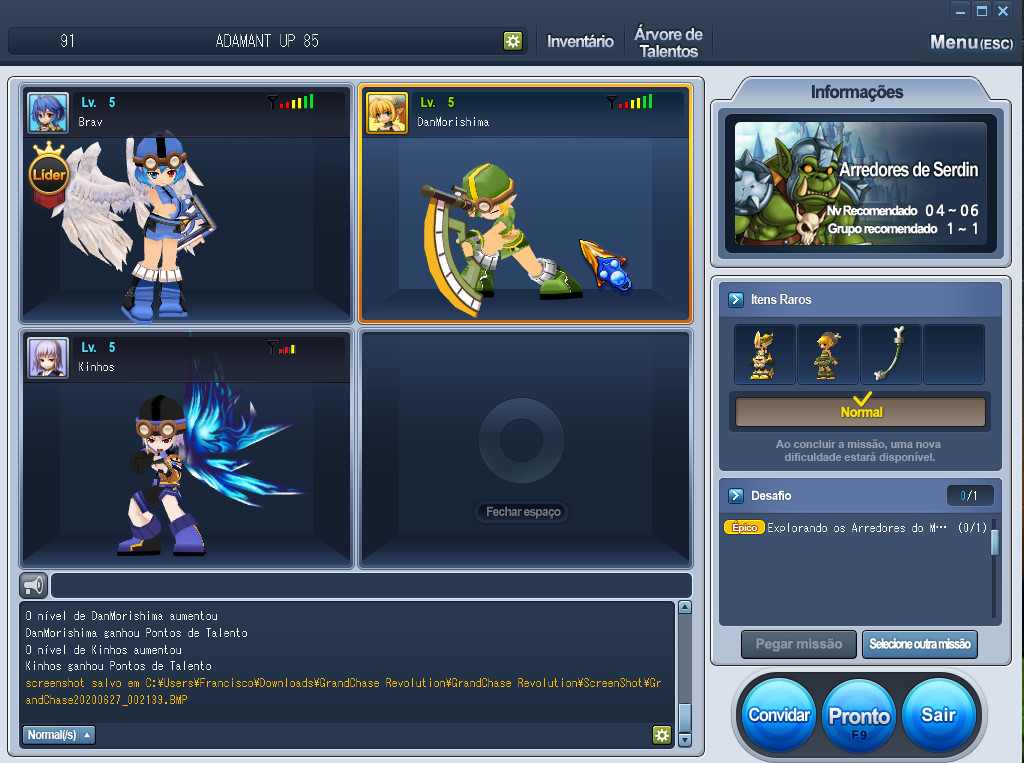 91 ADAMANT UP 85 Inventário Árvore de
Talentos
Menu(ESC)
Lv. 5
Brav
Líder
Lv. 5
DanMorishima
Lv. 5
Kinhos
Fechar espaço
O nível de DanMorishima aumentou
DanMorishima ganhou Pontos de Talento
O nível de Kinhos aumentou
Kinhos ganhou Pontos de Talento
screenshot salvo em C:¥Users¥Francisco¥Downloads¥GrandChase Revolution¥GrandChase Revolution¥ScreenShot¥Gr
andChase20200627_002139.BMP
Normal(/s)
Informações
Arredores de Serdin
Nv Recomendado 04~06
Grupo recomendado 1~1
Itens Raros
Normal
Ao concluir a missão, uma nova
dificuldade estará disponível.
Desafio 0/1
Épico Explorando os Arredores do M··· (0/1)
Pegar missão Selecione outra missão
Convidar Pronto Sair
F9